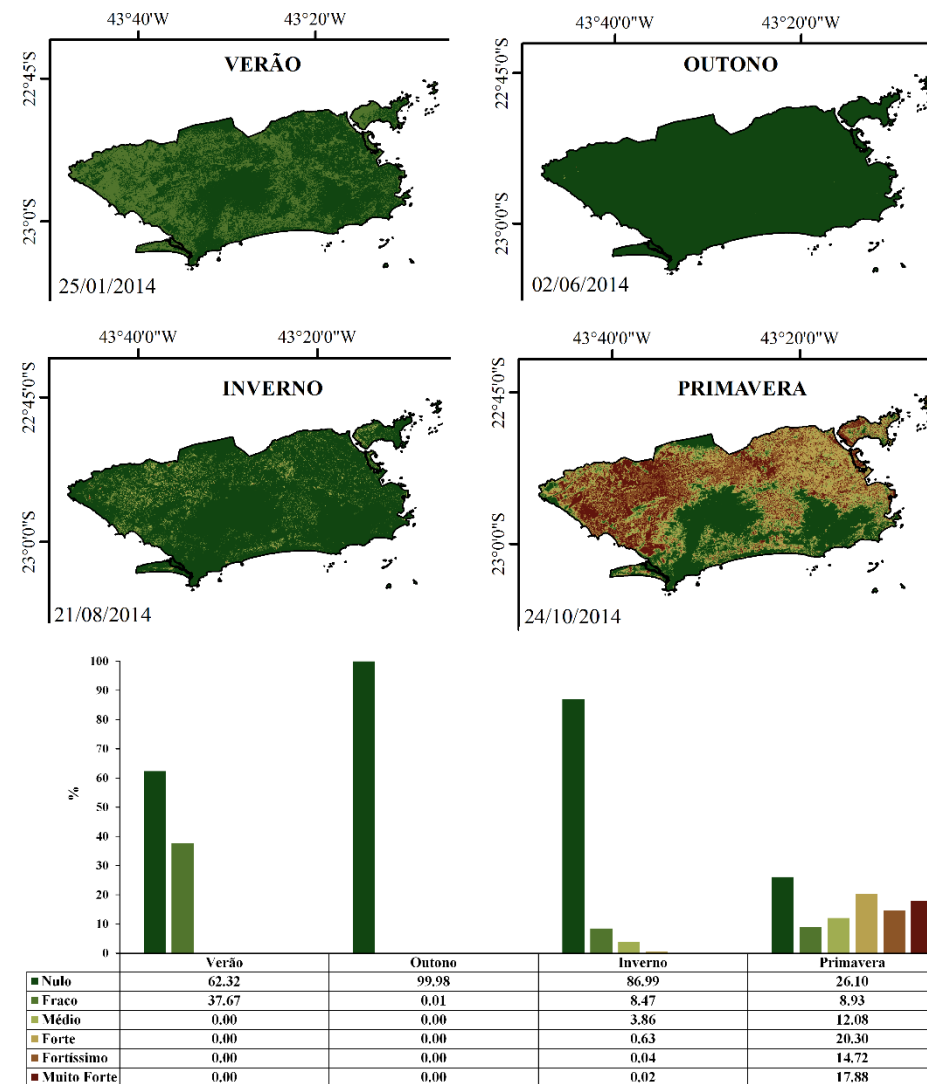 43°40'W 43°20'W
VERÃO
22°45'S
23°0'S
25/01/2014
43°40'0"W 43°20'0"W
OUTONO
22°45'S
23°0'S
02/06/2014
43°40'0"W 43°20'0"W
INVERNO
22°45'0"S
23°0'0"S
21/08/2014
43°40'0"W 43°20'0"W
PRIMAVERA
22°45'0"S
23°0'0"S
24/10/2014
100
90
80
70
60
50
40
30
20
10
0
%
Verão Outono Inverno Primavera
Nulo 62.32 99.98 86.99 26.10
Fraco 37.67 0.01 8.47 8.93
Médio 0.00 0.00 3.86 12.08
Forte 0.00 0.00 0.63 20.30
Fortíssimo 0.00 0.00 0.04 14.72
Muito Forte 0.00 0.00 0.02 17.88